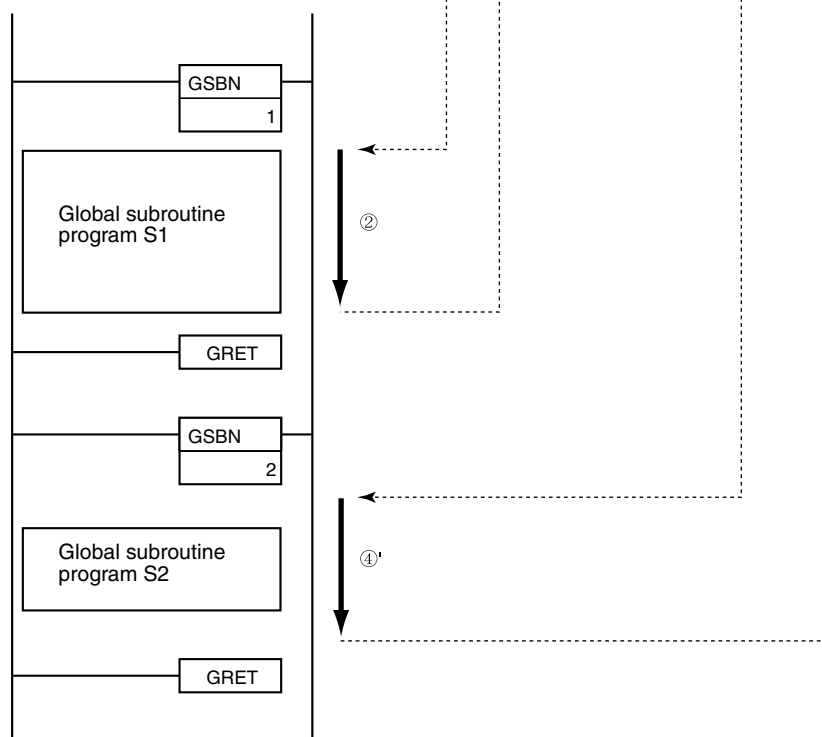 GSBN
1
Global subroutine
program S1
②
GRET
GSBN
2
Global subroutine
program S2
④'
GRET